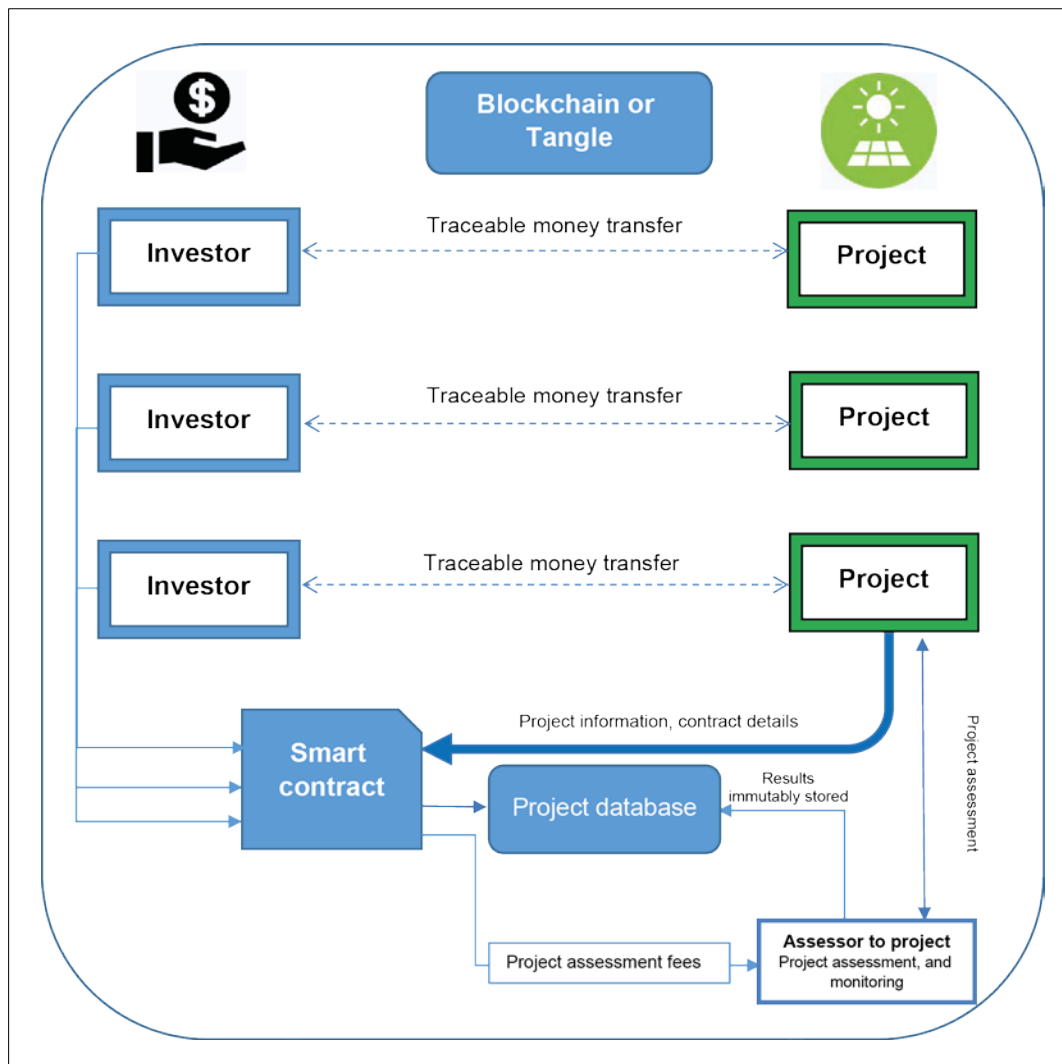 $
Blockchain or
Tangle
Traceable money transfer
Investor
Project
Traceable money transfer
Investor
Project
Traceable money transfer
Investor
Project
Project information, contract details
Smart
contract
Project database
Results
immutably stored
Project assessment
Project assessment fees
Assessor to project
Project assessment, and
monitoring